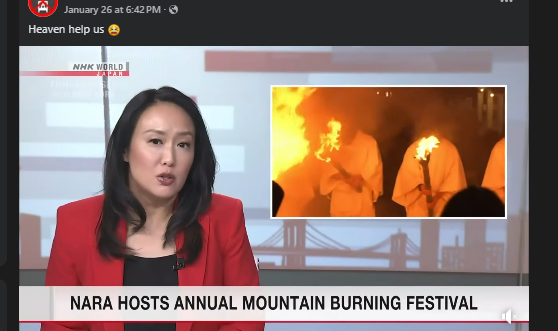 January 26 at 6:42 PM ·
Heaven help us 😣
NHK WORLD
JAPAN
NARA HOSTS ANNUAL MOUNTAIN BURNING FESTIVAL